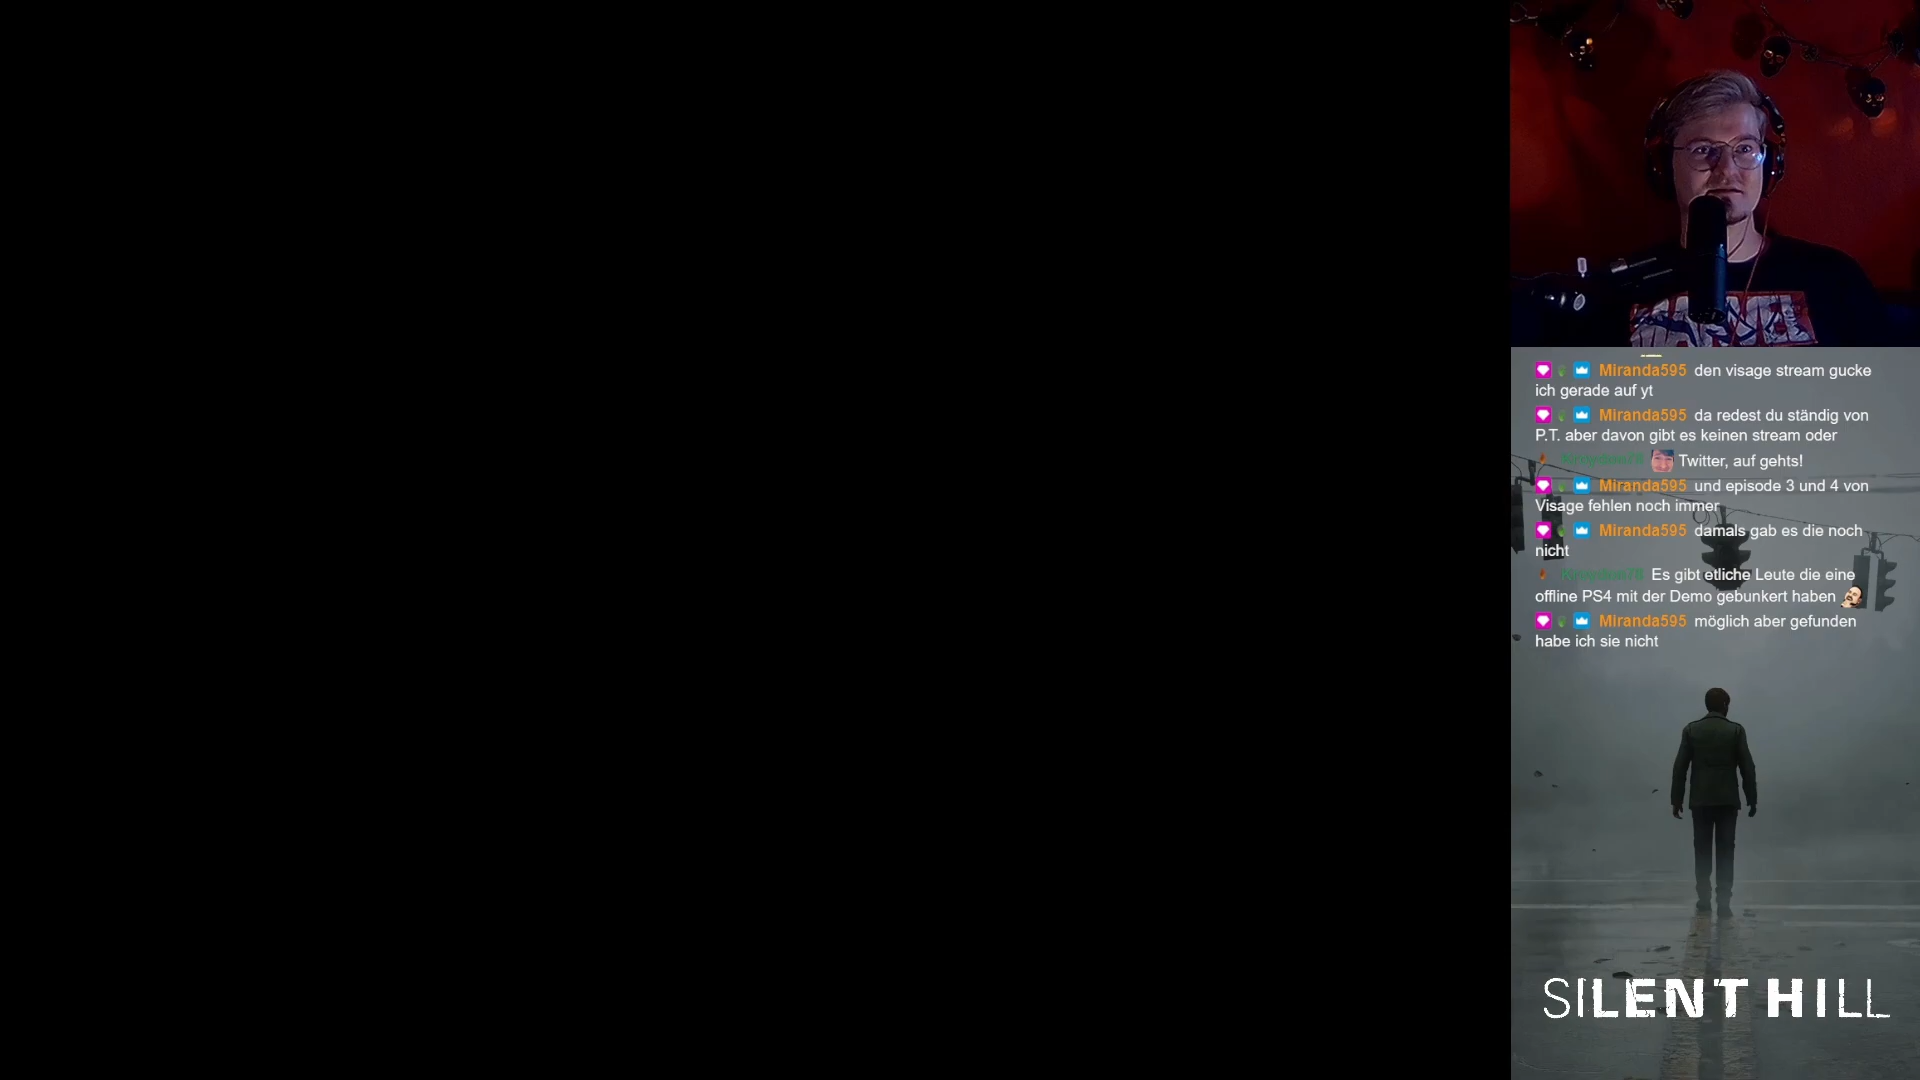 MARVEL
Miranda595 den visage stream gucke
ich gerade auf yt
Miranda595 da redest du ständig von
P.T. aber davon gibt es keinen stream oder
Twitter, auf gehts!
Miranda595 und episode 3 und 4 von
Visage fehlen noch immer
Miranda595 damals gab es die noch
nicht
Es gibt etliche Leute die eine
offline PS4 mit der Demo gebunkert haben
Miranda595 möglich aber gefunden
habe ich sie nicht
SILENT HILL